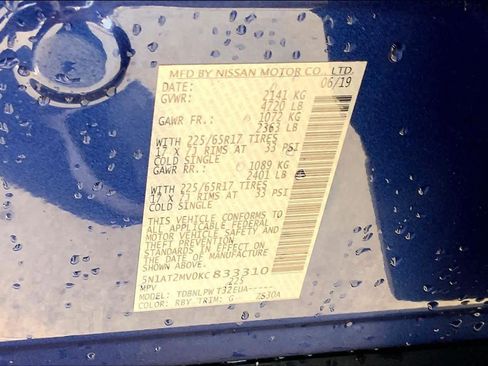 MFD BY NISSAN MOTOR CO., LTD.
DATE: 06/19
GVWR: 2141 KG
4720 LB
GAWR FR.: 1072 KG
2363 LB
WITH 225/65R17 TIRES
17 X 7J RIMS AT 33 PSI
COLD SINGLE
GAWR RR.: 1089 KG
2401 LB
WITH 225/65R17 TIRES
17 X 7J RIMS AT 33 PSI
COLD SINGLE
THIS VEHICLE CONFORMS TO
ALL APPLICABLE FEDERAL
MOTOR VEHICLE SAFETY AND
THEFT PREVENTION
STANDARDS IN EFFECT ON
THE DATE OF MANUFACTURE
SHOWN ABOVE.
5N1AT2MV0KC833310
MPV
MODEL: TDBNLPWT32EUA-----
COLOR: RBY TRIM: G